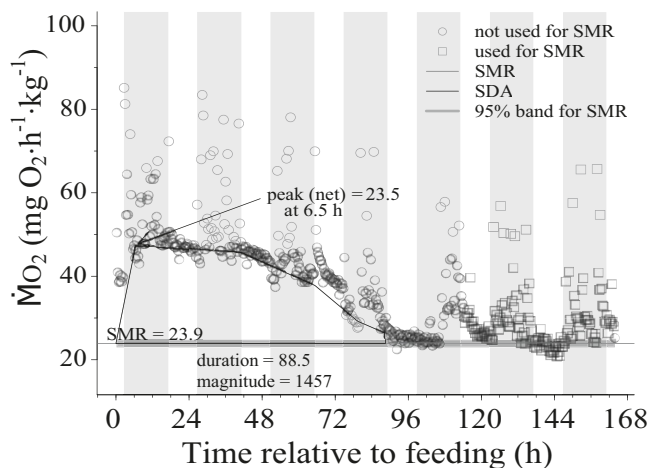 100
80
60
40
20
ṀO₂ (mg O₂·h⁻¹·kg⁻¹)
not used for SMR
used for SMR
SMR
SDA
95% band for SMR
peak (net) = 23.5
at 6.5 h
SMR = 23.9
duration = 88.5
magnitude = 1457
0 24 48 72 96 120 144 168
Time relative to feeding (h)